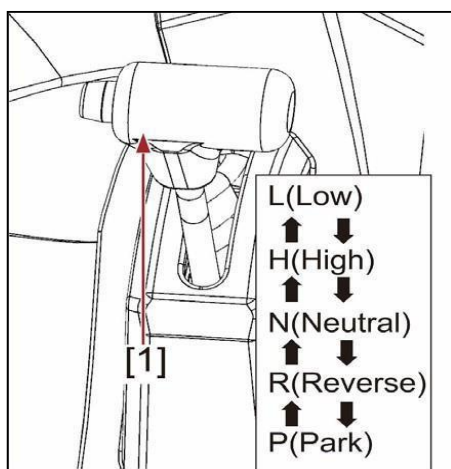 L(Low)
H(High)
N(Neutral)
R(Reverse)
P(Park)
[1]